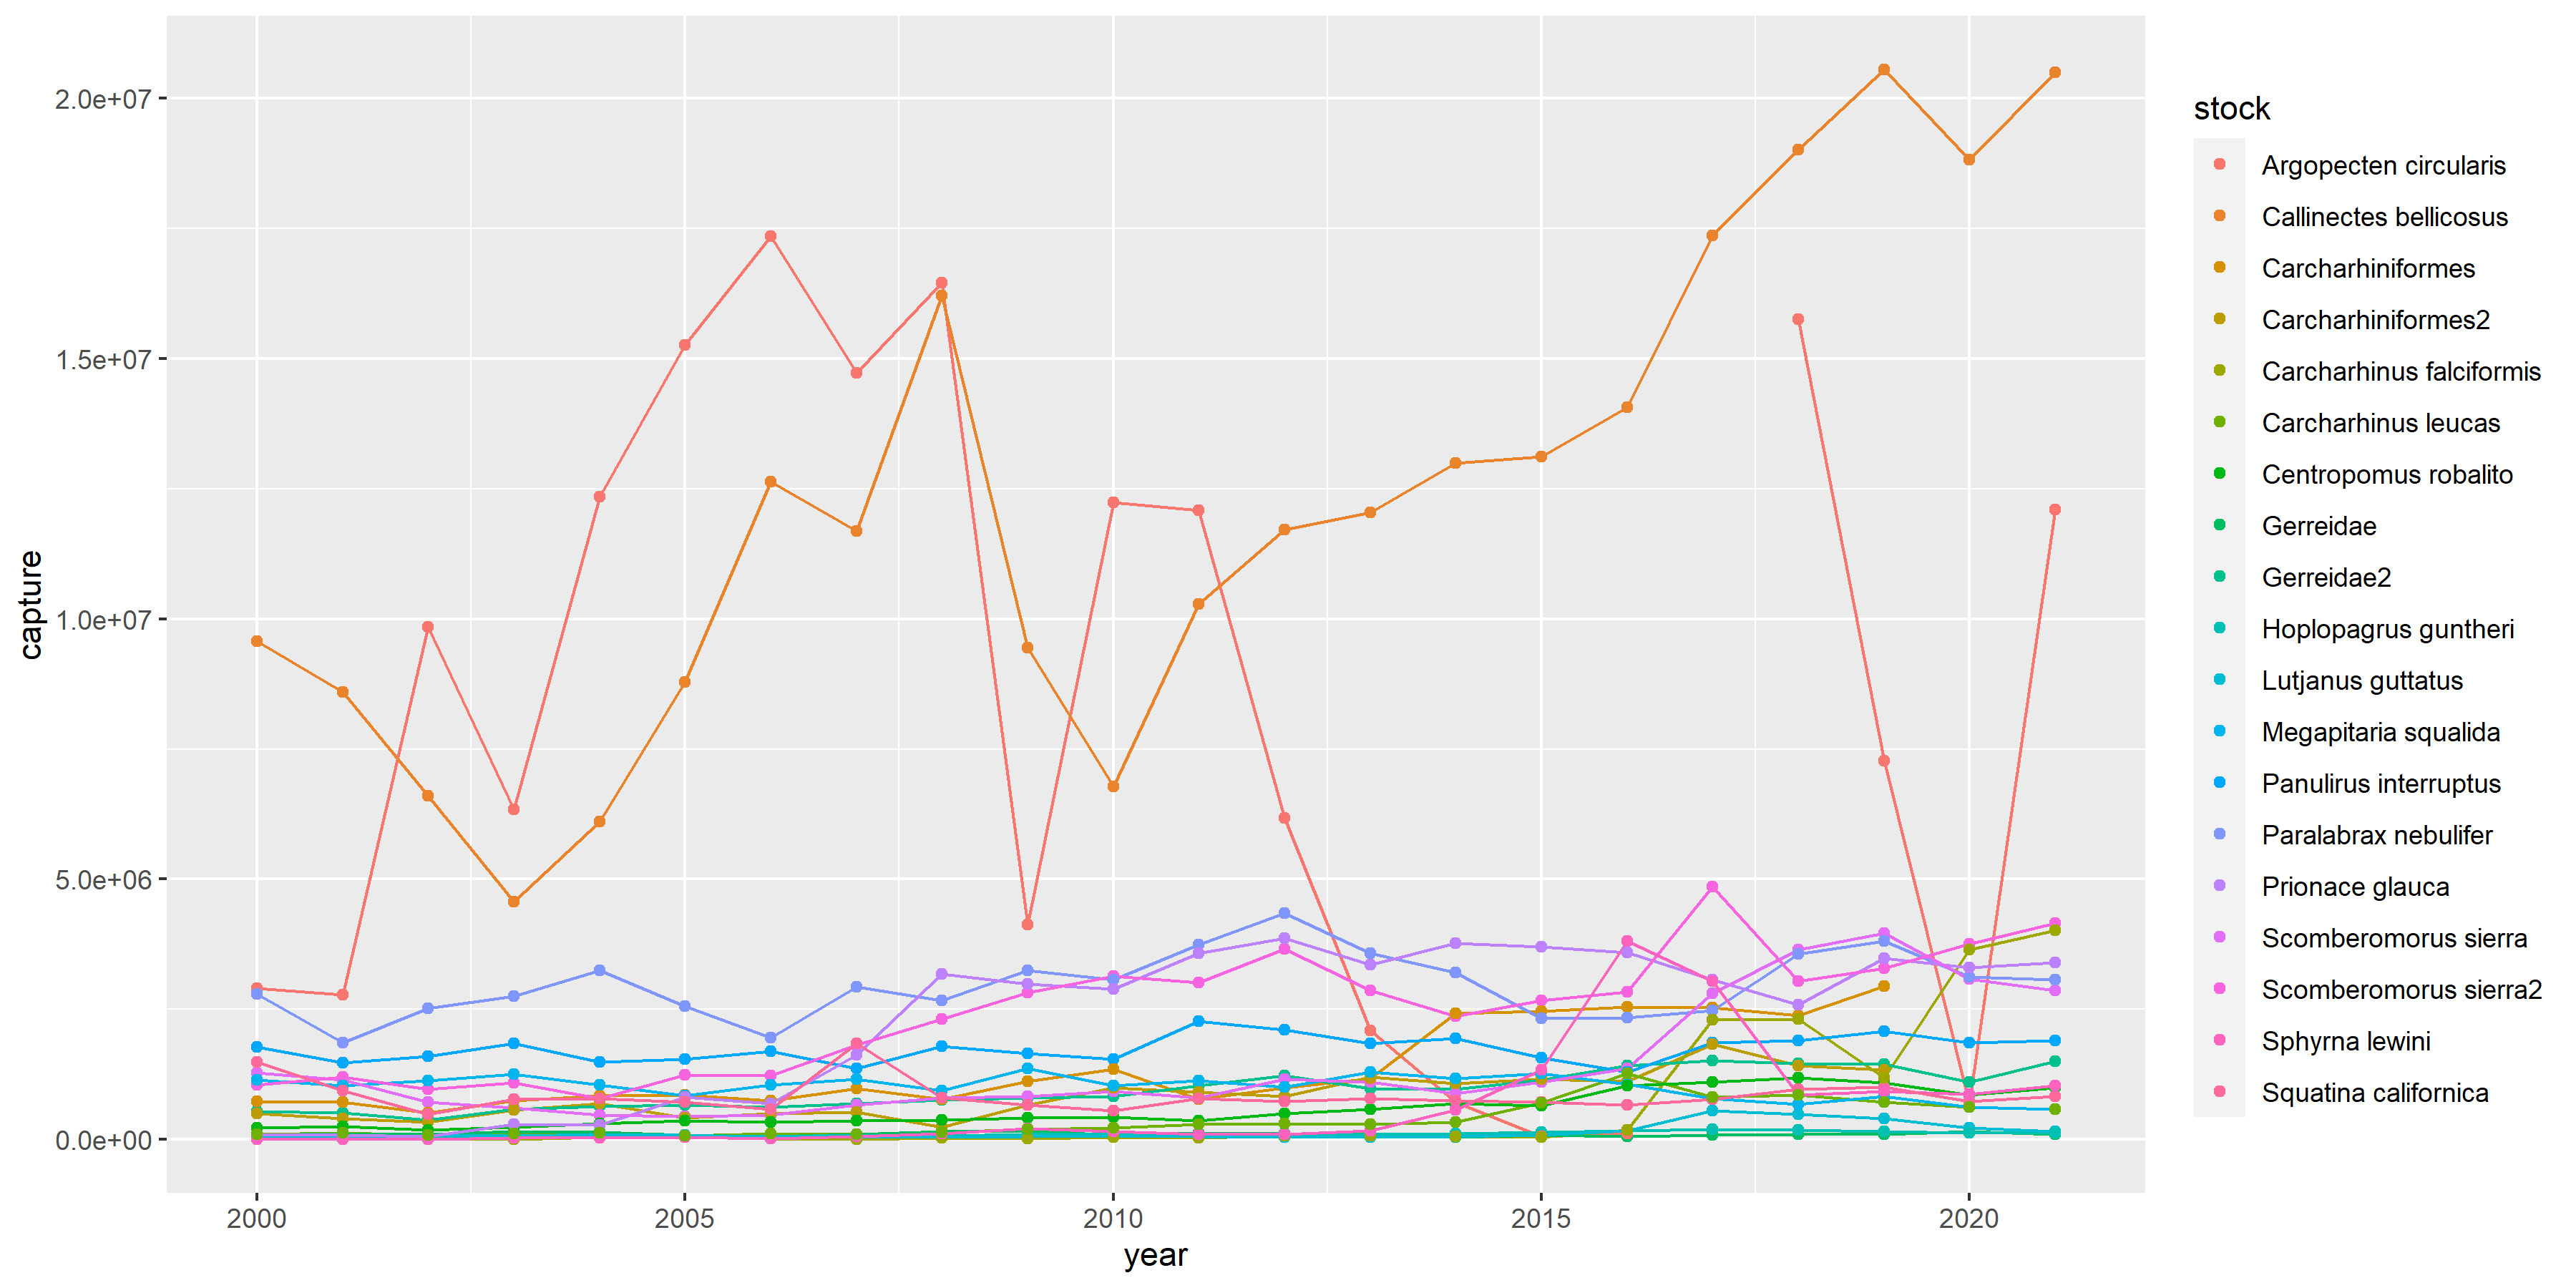 2.0e+07
1.5e+07
1.0e+07
5.0e+06
0.0e+00
capture
2000 2005 2010 2015 2020
year
stock
Argopecten circularis
Callinectes bellicosus
Carcharhiniformes
Carcharhiniformes2
Carcharhinus falciformis
Carcharhinus leucas
Centropomus robalito
Gerreidae
Gerreidae2
Hoplopagrus guntheri
Lutjanus guttatus
Megapitaria squalida
Panulirus interruptus
Paralabrax nebulifer
Prionace glauca
Scomberomorus sierra
Scomberomorus sierra2
Sphyrna lewini
Squatina californica